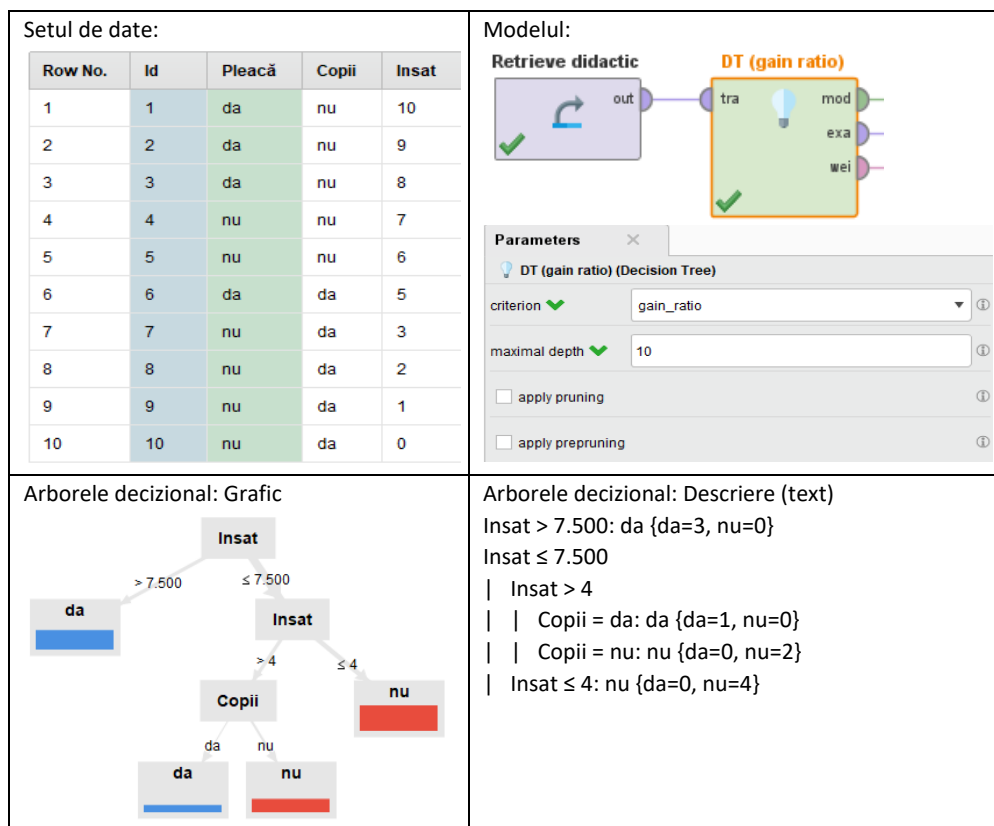 Setul de date:
Row No. Id Pleacă Copii Insat
1 1 da nu 10
2 2 da nu 9
3 3 da nu 8
4 4 nu nu 7
5 5 nu nu 6
6 6 da da 5
7 7 nu da 3
8 8 nu da 2
9 9 nu da 1
10 10 nu da 0
Modelul:
Retrieve didactic DT (gain ratio)
out tra mod
exa
wei
Parameters
DT (gain ratio) (Decision Tree)
criterion gain_ratio
maximal depth 10
apply pruning
apply prepruning
Arborele decizional: Grafic
Insat
> 7.500 ≤ 7.500
da Insat
> 4 ≤ 4
Copii nu
da nu
da nu
Arborele decizional: Descriere (text)
Insat > 7.500: da {da=3, nu=0}
Insat ≤ 7.500
| Insat > 4
| | Copii = da: da {da=1, nu=0}
| | Copii = nu: nu {da=0, nu=2}
| Insat ≤ 4: nu {da=0, nu=4}